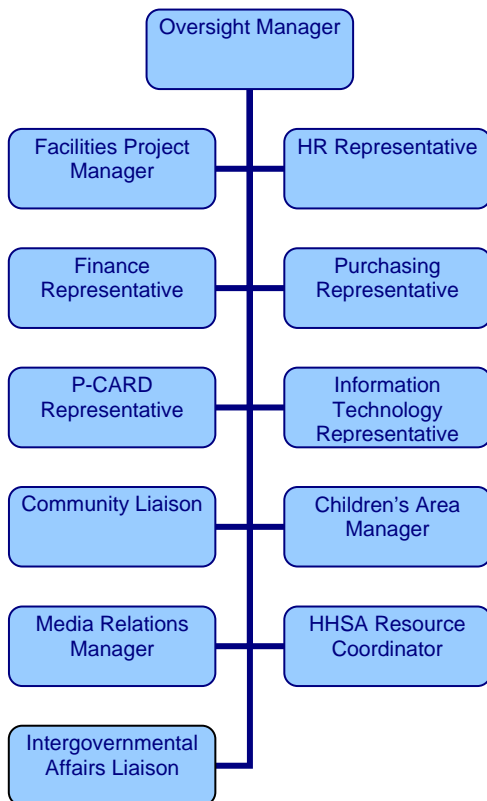 Oversight Manager
Facilities Project
Manager
HR Representative
Finance
Representative
Purchasing
Representative
P-CARD
Representative
Information
Technology
Representative
Community Liaison
Children’s Area
Manager
Media Relations
Manager
HHSA Resource
Coordinator
Intergovernmental
Affairs Liaison